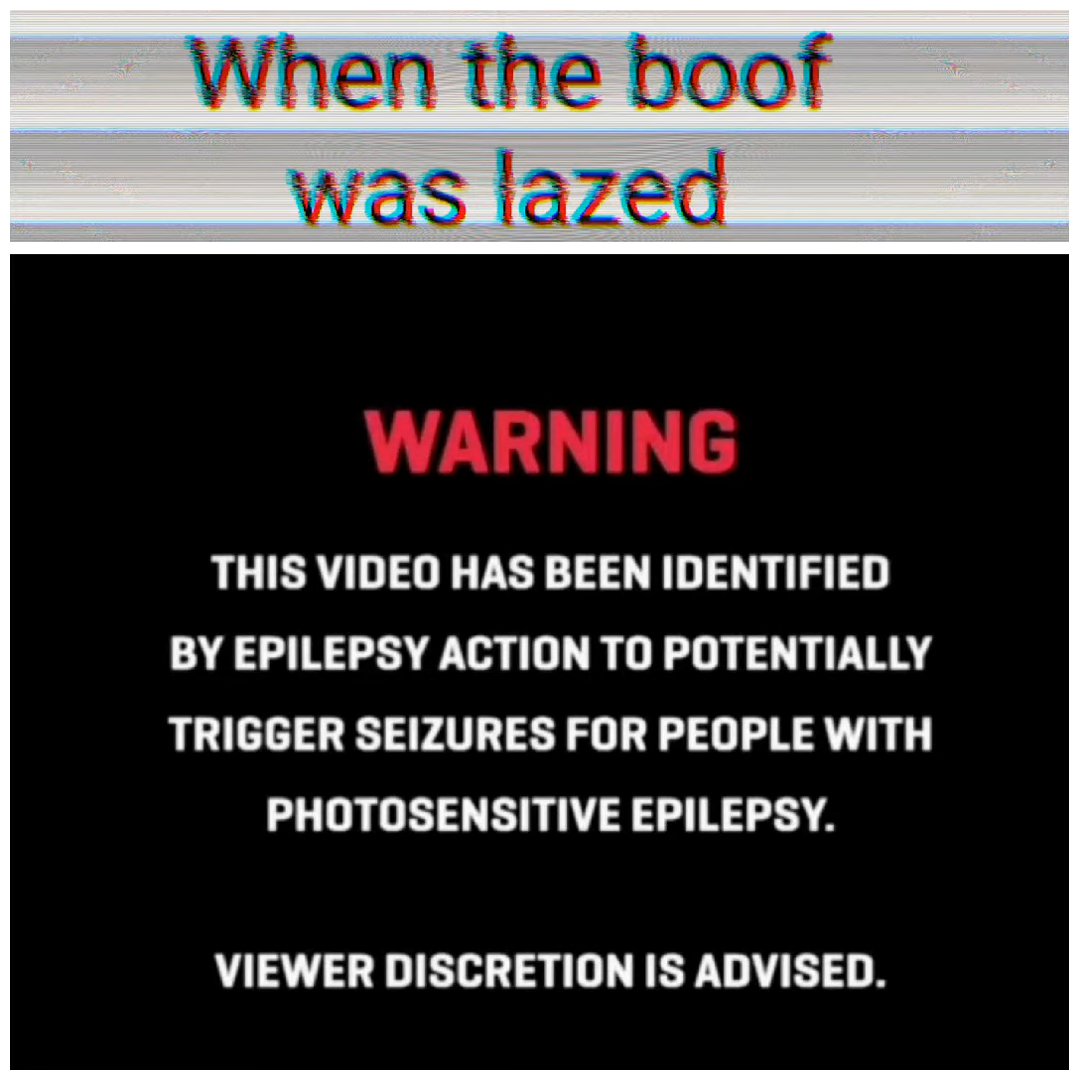 When the boof
was lazed
WARNING
THIS VIDEO HAS BEEN IDENTIFIED
BY EPILEPSY ACTION TO POTENTIALLY
TRIGGER SEIZURES FOR PEOPLE WITH
PHOTOSENSITIVE EPILEPSY.
VIEWER DISCRETION IS ADVISED.